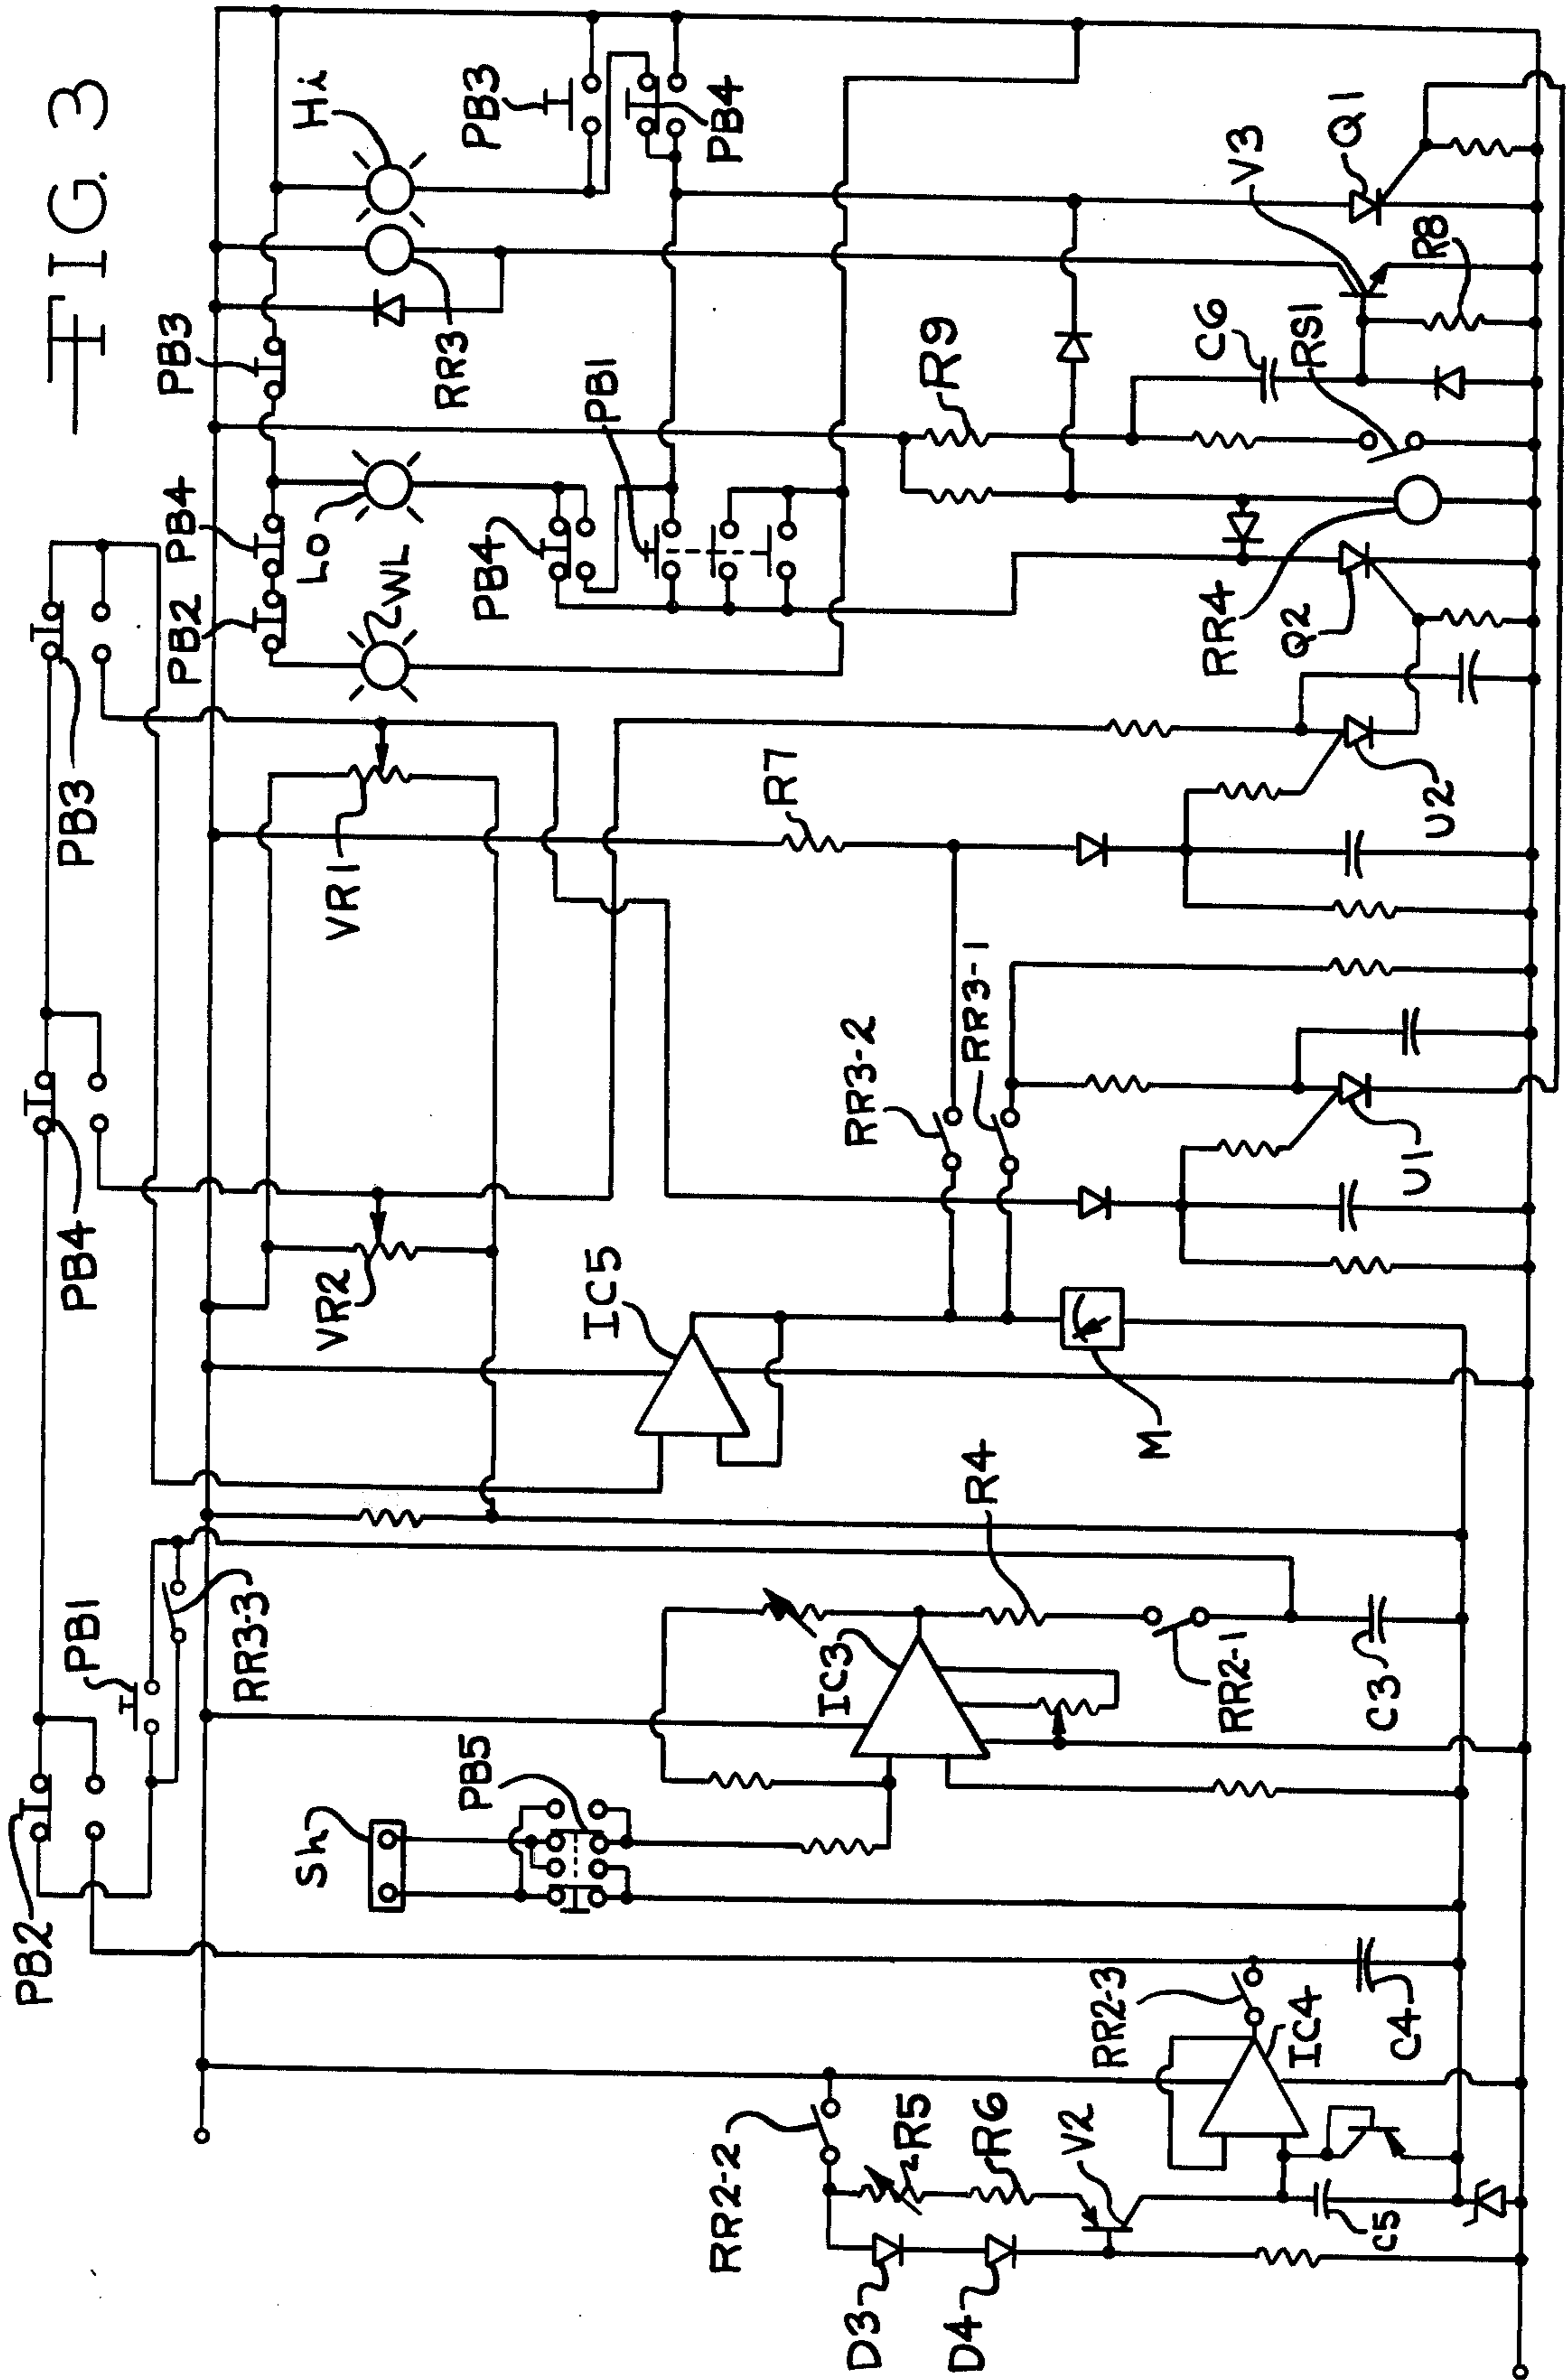 FIG. 3
PB2
PB1
RR3-3
PB4
PB3
Sh
PB5
VR2
VR1
PB2
PB4
PB3
Lo
WL
Hi
RR3
PB3
PB4
PB4
PB1
IC5
IC3
R4
RR2-1
C3
M
RR3-2
RR3-1
R7
U1
U2
R9
C6
RS1
V3
Q1
R8
RR4
Q2
RR2-2
R5
R6
V2
D3
D4
C5
RR2-3
IC4
C4